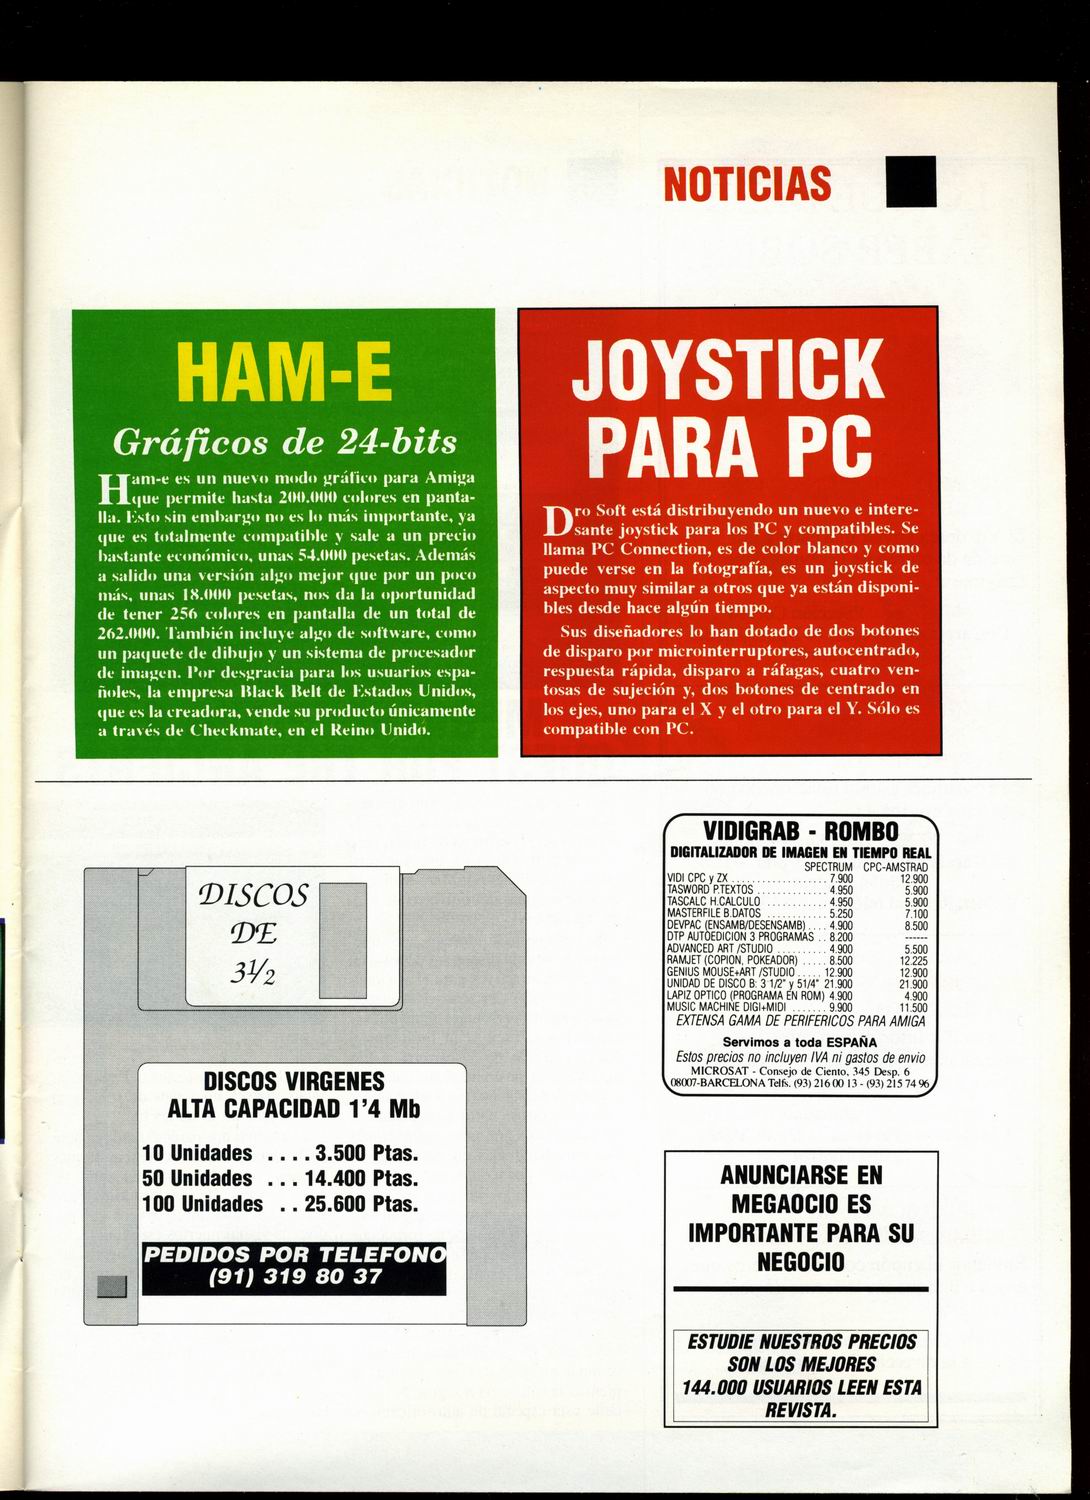 NOTICIAS
HAM-E
Gráficos de 24-bits
Ham-e es un nuevo modo gráfico para Amiga
que permite hasta 200.000 colores en panta-
lla. Esto sin embargo no es lo más importante, ya
que es totalmente compatible y sale a un precio
bastante económico, unas 54.000 pesetas. Además
a salido una versión algo mejor que por un poco
más, unas 18.000 pesetas, nos da la oportunidad
de tener 256 colores en pantalla de un total de
262.000. También incluye algo de software, como
un paquete de dibujo y un sistema de procesador
de imagen. Por desgracia para los usuarios espa-
ñoles, la empresa Black Belt de Estados Unidos,
que es la creadora, vende su producto únicamente
a través de Checkmate, en el Reino Unido.
JOYSTICK
PARA PC
Dro Soft está distribuyendo un nuevo e intere-
sante joystick para los PC y compatibles. Se
llama PC Connection, es de color blanco y como
puede verse en la fotografía, es un joystick de
aspecto muy similar a otros que ya están disponi-
bles desde hace algún tiempo.
Sus diseñadores lo han dotado de dos botones
de disparo por microinterruptores, autocentrado,
respuesta rápida, disparo a ráfagas, cuatro ven-
tosas de sujeción y, dos botones de centrado en
los ejes, uno para el X y el otro para el Y. Sólo es
compatible con PC.
DISCOS
DE
3½
DISCOS VIRGENES
ALTA CAPACIDAD 1'4 Mb
10 Unidades .... 3.500 Ptas.
50 Unidades ... 14.400 Ptas.
100 Unidades .. 25.600 Ptas.
PEDIDOS POR TELEFONO
(91) 319 80 37
VIDIGRAB - ROMBO
DIGITALIZADOR DE IMAGEN EN TIEMPO REAL
SPECTRUM CPC-AMSTRAD
VIDI CPC y ZX .................. 7.900 12.900
TASWORD P.TEXTOS ............. 4.950 5.900
TASCALC H.CALCULO ........... 4.950 5.900
MASTERFILE B.DATOS ............ 5.250 7.100
DEVPAC (ENSAMB/DESENSAMB) .... 4.900 8.500
DTP AUTOEDICION 3 PROGRAMAS .. 8.200 ------
ADVANCED ART /STUDIO .......... 4.900 5.500
RAMJET (COPION, POKEADOR) ..... 8.500 12.225
GENIUS MOUSE+ART /STUDIO ..... 12.900 12.900
UNIDAD DE DISCO B: 3 1/2" y 51/4" 21.900 21.900
LAPIZ OPTICO (PROGRAMA EN ROM) 4.900 4.900
MUSIC MACHINE DIGI+MIDI ....... 9.900 11.500
EXTENSA GAMA DE PERIFERICOS PARA AMIGA
Servimos a toda ESPAÑA
Estos precios no incluyen IVA ni gastos de envio
MICROSAT - Consejo de Ciento, 345 Desp. 6
08007-BARCELONA Telfs. (93) 216 00 13 - (93) 215 74 96
ANUNCIARSE EN
MEGAOCIO ES
IMPORTANTE PARA SU
NEGOCIO
ESTUDIE NUESTROS PRECIOS
SON LOS MEJORES
144.000 USUARIOS LEEN ESTA
REVISTA.